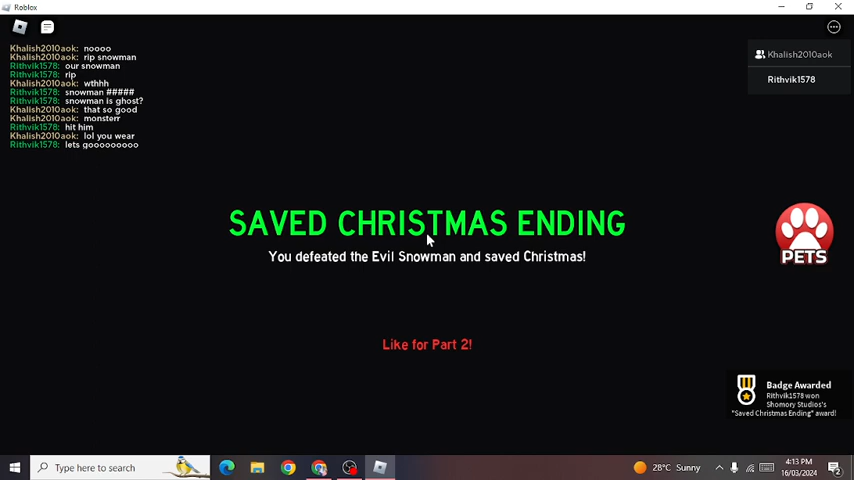 Roblox
Khalish2010aok: noooo
Khalish2010aok: rip snowman
Rithvik1578: our snowman
Rithvik1578: rip
Khalish2010aok: wthhh
Rithvik1578: snowman #####
Rithvik1578: snowman is ghost?
Khalish2010aok: that so good
Khalish2010aok: monsterr
Rithvik1578: hit him
Khalish2010aok: lol you wear
Rithvik1578: lets gooooooooo
Khalish2010aok
Rithvik1578
SAVED CHRISTMAS ENDING
You defeated the Evil Snowman and saved Christmas!
PETS
Like for Part 2!
Badge Awarded
Rithvik1578 won
Shomory Studios's
"Saved Christmas Ending" award!
Type here to search
28°C Sunny
4:13 PM
16/03/2024
2